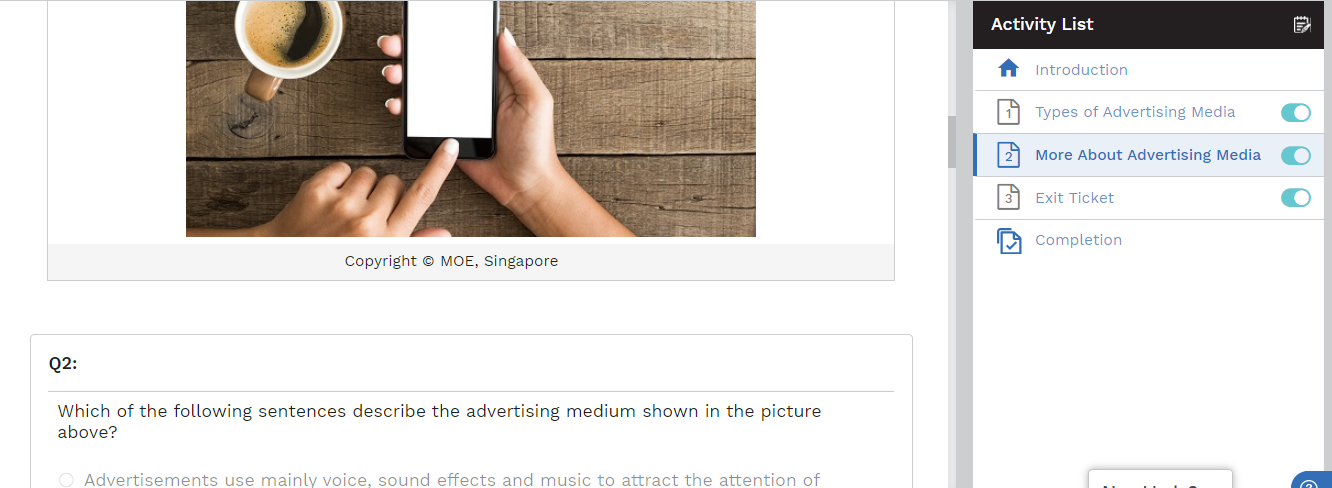 Activity List
Introduction
1 Types of Advertising Media
2 More About Advertising Media
3 Exit Ticket
Completion
Copyright © MOE, Singapore
Q2:
Which of the following sentences describe the advertising medium shown in the picture
above?
Advertisements use mainly voice, sound effects and music to attract the attention of